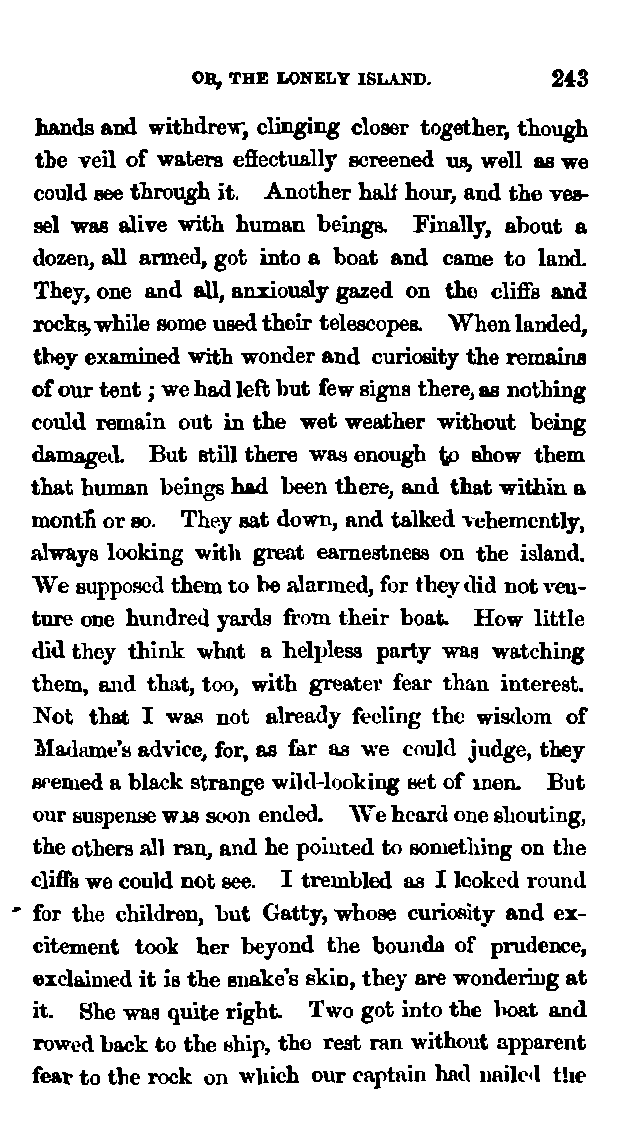 OR, THE LONELY ISLAND. 243
hands and withdrew, clinging closer together, though
the veil of waters effectually screened us, well as we
could see through it. Another half hour, and the ves-
sel was alive with human beings. Finally, about a
dozen, all armed, got into a boat and came to land.
They, one and all, anxiously gazed on the cliffs and
rocks, while some used their telescopes. When landed,
they examined with wonder and curiosity the remains
of our tent; we had left but few signs there, as nothing
could remain out in the wet weather without being
damaged. But still there was enough to show them
that human beings had been there, and that within a
month or so. They sat down, and talked vehemently,
always looking with great earnestness on the island.
We supposed them to be alarmed, for they did not ven-
ture one hundred yards from their boat. How little
did they think what a helpless party was watching
them, and that, too, with greater fear than interest.
Not that I was not already feeling the wisdom of
Madame's advice, for, as far as we could judge, they
seemed a black strange wild-looking set of men. But
our suspense was soon ended. We heard one shouting,
the others all ran, and he pointed to something on the
cliffs we could not see. I trembled as I looked round
for the children, but Gatty, whose curiosity and ex-
citement took her beyond the bounds of prudence,
exclaimed it is the snake's skin, they are wondering at
it. She was quite right. Two got into the boat and
rowed back to the ship, the rest ran without apparent
fear to the rock on which our captain had nailed the